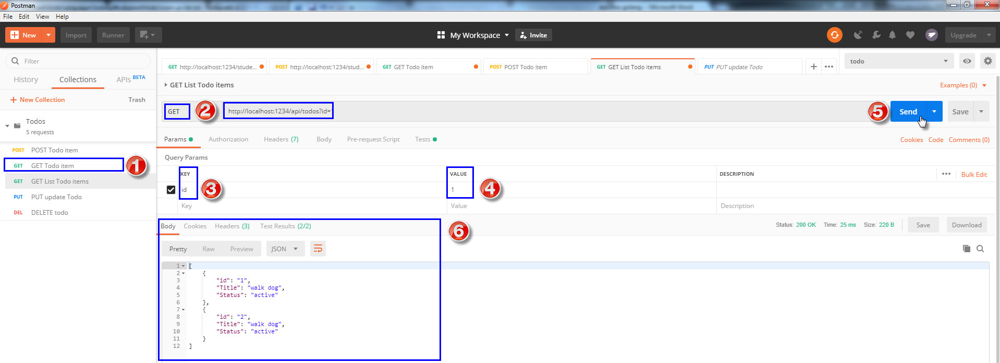 Postman
File Edit View Help
New Import Runner My Workspace Invite Upgrade
Filter
History Collections APIs BETA
New Collection Trash
Todos
5 requests
POST POST Todo item
GET GET Todo item
1
GET GET List Todo items
PUT PUT update Todo
DEL DELETE todo
GET http://localhost:1234/stude... POST http://localhost:1234/stud... GET GET Todo item POST POST Todo item GET GET List Todo items PUT PUT update Todo
todo
GET List Todo items Examples (0)
GET 2 http://localhost:1234/api/todos?id=1 5 Send Save
Params Authorization Headers (7) Body Pre-request Script Tests Cookies Code Comments (0)
Query Params
KEY VALUE DESCRIPTION Bulk Edit
id 3 1 4
Key Value Description
Body Cookies Headers (3) Test Results (2/2) 6 Status: 200 OK Time: 25 ms Size: 220 B Save Download
Pretty Raw Preview JSON
1 [
2 {
3 "id": "1",
4 "Title": "walk dog",
5 "Status": "active"
6 },
7 {
8 "id": "2",
9 "Title": "walk dog",
10 "Status": "active"
11 }
12 ]